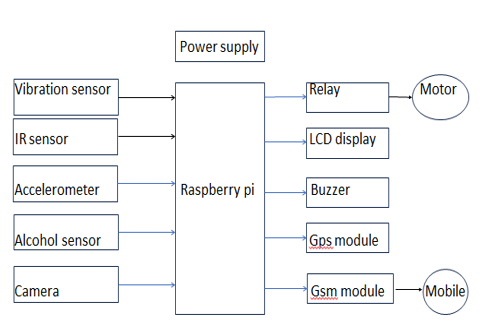 Power supply
Vibration sensor
Relay
Motor
IR sensor
LCD display
Accelerometer
Raspberry pi
Buzzer
Alcohol sensor
Gps module
Camera
Gsm module
Mobile